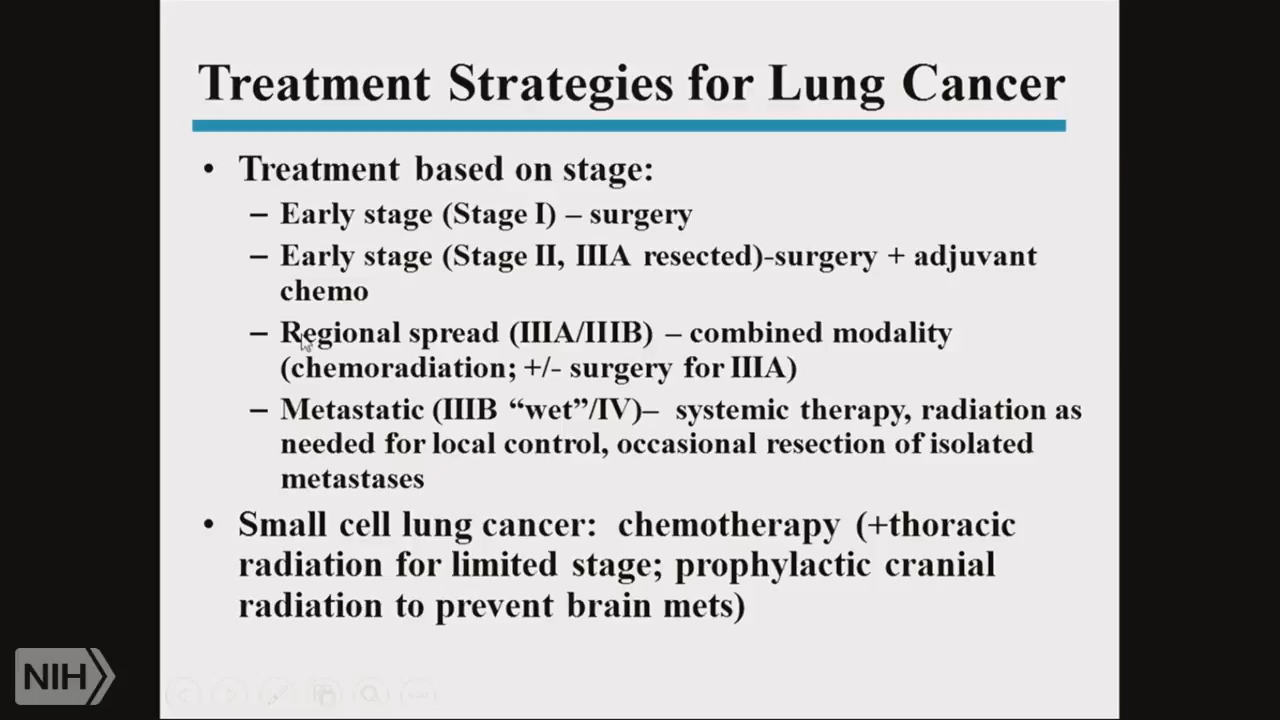 Treatment Strategies for Lung Cancer
• Treatment based on stage:
– Early stage (Stage I) – surgery
– Early stage (Stage II, IIIA resected)-surgery + adjuvant
chemo
– Regional spread (IIIA/IIIB) – combined modality
(chemoradiation; +/- surgery for IIIA)
– Metastatic (IIIB “wet”/IV)– systemic therapy, radiation as
needed for local control, occasional resection of isolated
metastases
• Small cell lung cancer: chemotherapy (+thoracic
radiation for limited stage; prophylactic cranial
radiation to prevent brain mets)
NIH